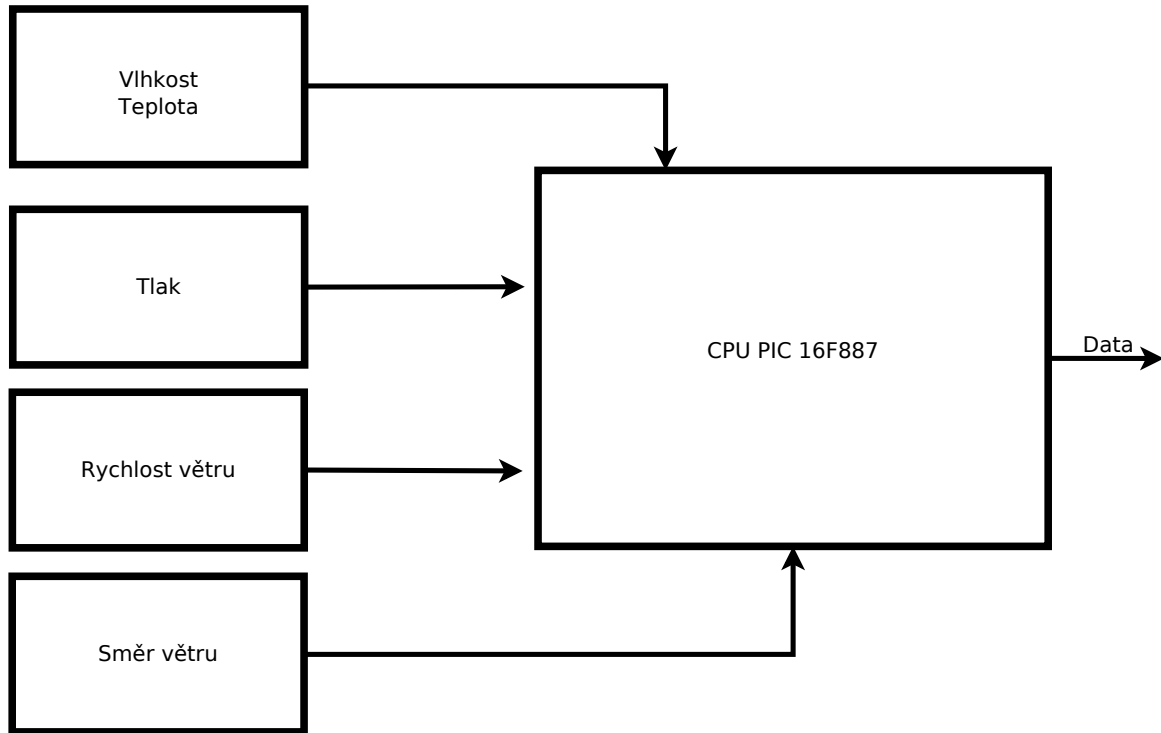 Vlhkost
Teplota
Tlak
CPU PIC 16F887
Data
Rychlost větru
Směr větru